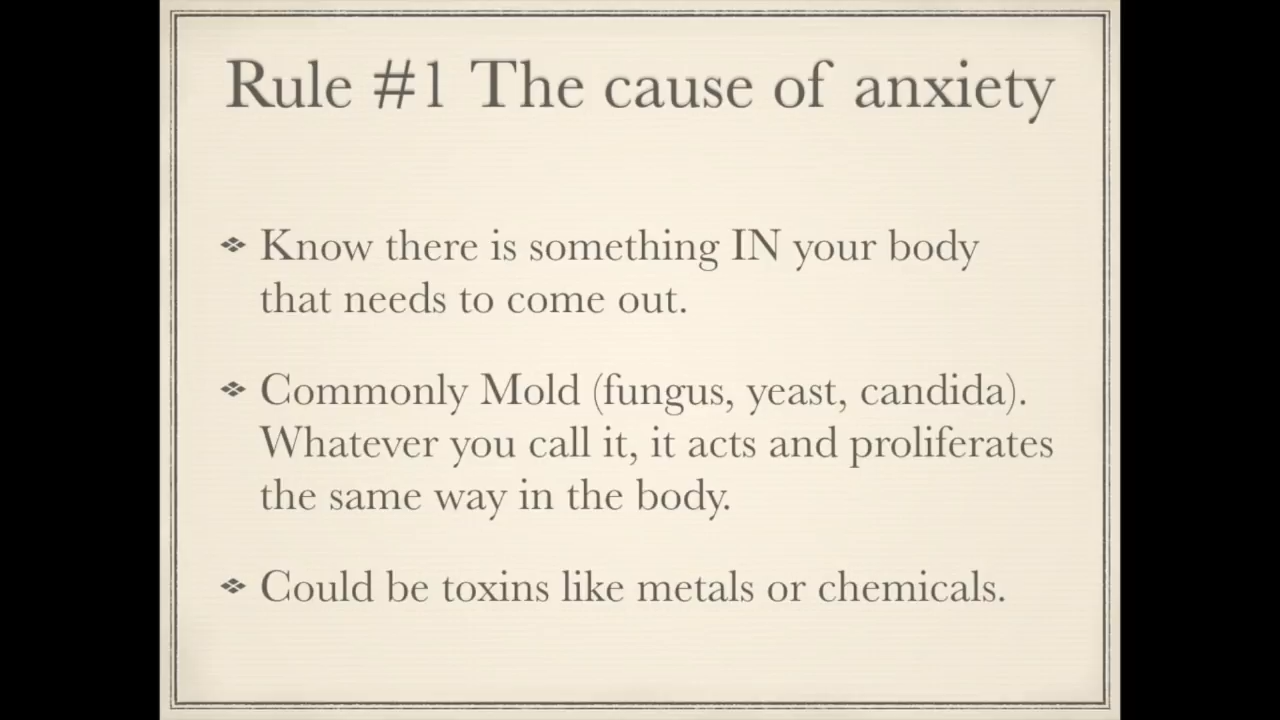 Rule #1 The cause of anxiety
Know there is something IN your body
that needs to come out.
Commonly Mold (fungus, yeast, candida).
Whatever you call it, it acts and proliferates
the same way in the body.
Could be toxins like metals or chemicals.